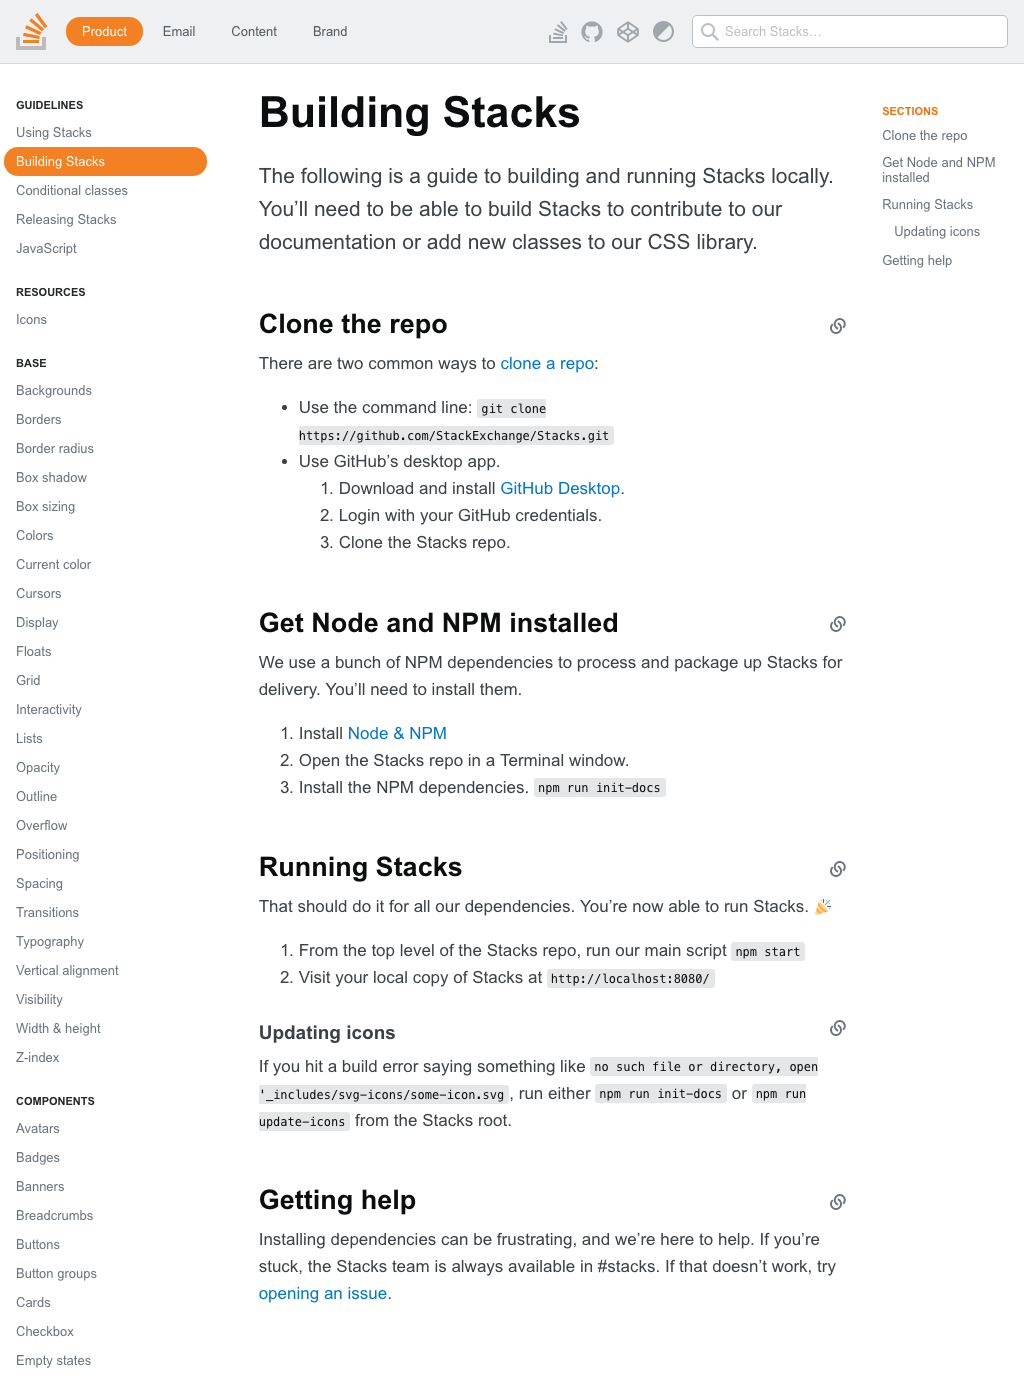 Product
Email
Content
Brand
Search Stacks...
GUIDELINES
Using Stacks
Building Stacks
Conditional classes
Releasing Stacks
JavaScript
RESOURCES
Icons
BASE
Backgrounds
Borders
Border radius
Box shadow
Box sizing
Colors
Current color
Cursors
Display
Floats
Grid
Interactivity
Lists
Opacity
Outline
Overflow
Positioning
Spacing
Transitions
Typography
Vertical alignment
Visibility
Width & height
Z-index
COMPONENTS
Avatars
Badges
Banners
Breadcrumbs
Buttons
Button groups
Cards
Checkbox
Empty states
Building Stacks
The following is a guide to building and running Stacks locally.
You’ll need to be able to build Stacks to contribute to our
documentation or add new classes to our CSS library.
Clone the repo
There are two common ways to clone a repo:
• Use the command line: git clone
https://github.com/StackExchange/Stacks.git
• Use GitHub’s desktop app.
1. Download and install GitHub Desktop.
2. Login with your GitHub credentials.
3. Clone the Stacks repo.
Get Node and NPM installed
We use a bunch of NPM dependencies to process and package up Stacks for
delivery. You’ll need to install them.
1. Install Node & NPM
2. Open the Stacks repo in a Terminal window.
3. Install the NPM dependencies. npm run init-docs
Running Stacks
That should do it for all our dependencies. You’re now able to run Stacks. 🎉
1. From the top level of the Stacks repo, run our main script npm start
2. Visit your local copy of Stacks at http://localhost:8080/
Updating icons
If you hit a build error saying something like no such file or directory, open
'_includes/svg-icons/some-icon.svg, run either npm run init-docs or npm run
update-icons from the Stacks root.
Getting help
Installing dependencies can be frustrating, and we’re here to help. If you’re
stuck, the Stacks team is always available in #stacks. If that doesn’t work, try
opening an issue.
SECTIONS
Clone the repo
Get Node and NPM
installed
Running Stacks
Updating icons
Getting help